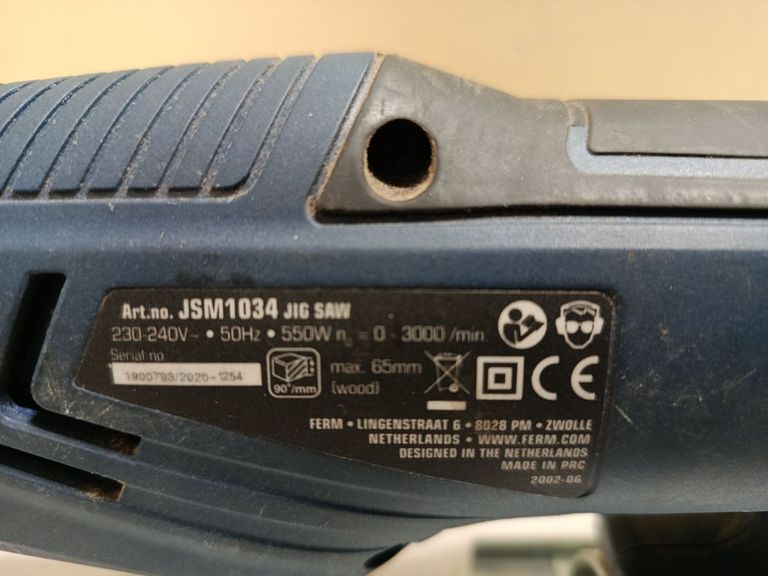 Art.no. JSM1034 JIG SAW
230-240V~ • 50Hz • 550W n₀ = 0 - 3000 /min
Serial no
1900793/2020-1254
90°/mm
max. 65mm
(wood)
CE
FERM • LINGENSTRAAT 6 • 8028 PM • ZWOLLE
NETHERLANDS • WWW.FERM.COM
DESIGNED IN THE NETHERLANDS
MADE IN PRC
2002-06